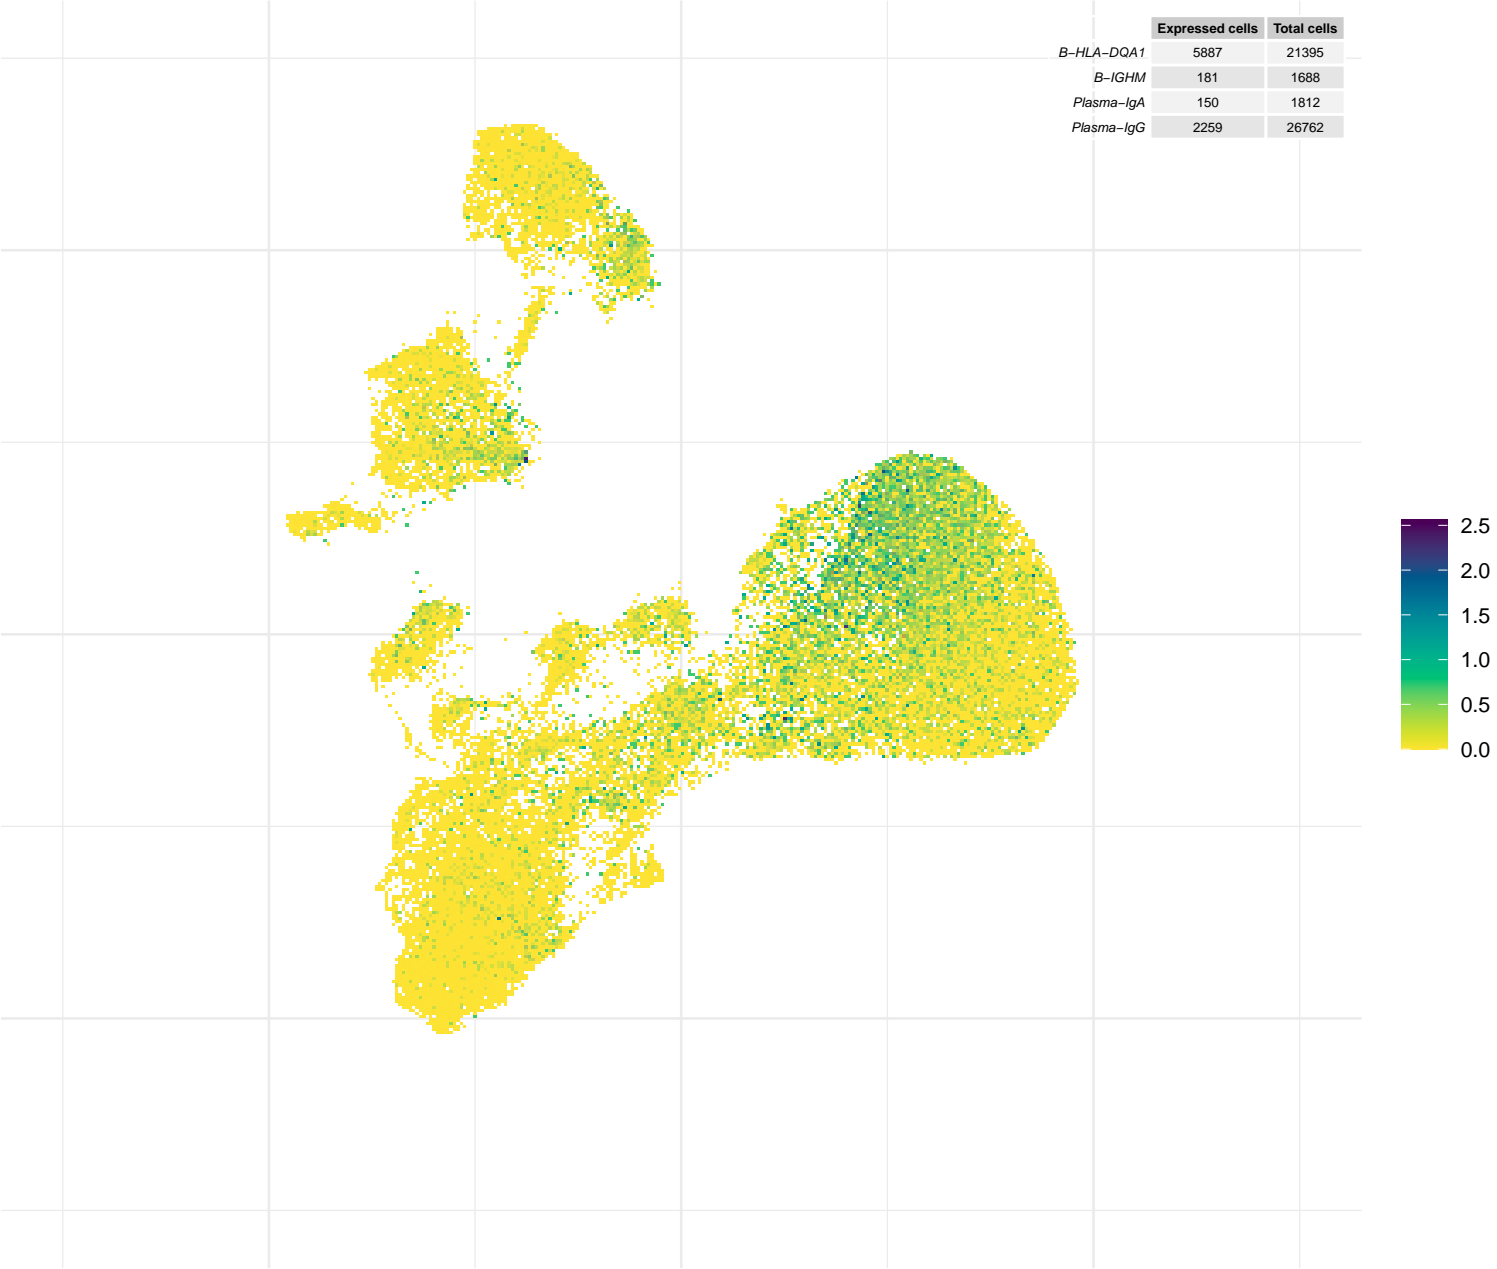 Expressed cells Total cells
B−HLA−DQA1 5887 21395
B−IGHM 181 1688
Plasma−IgA 150 1812
Plasma−IgG 2259 26762
2.5
2.0
1.5
1.0
0.5
0.0